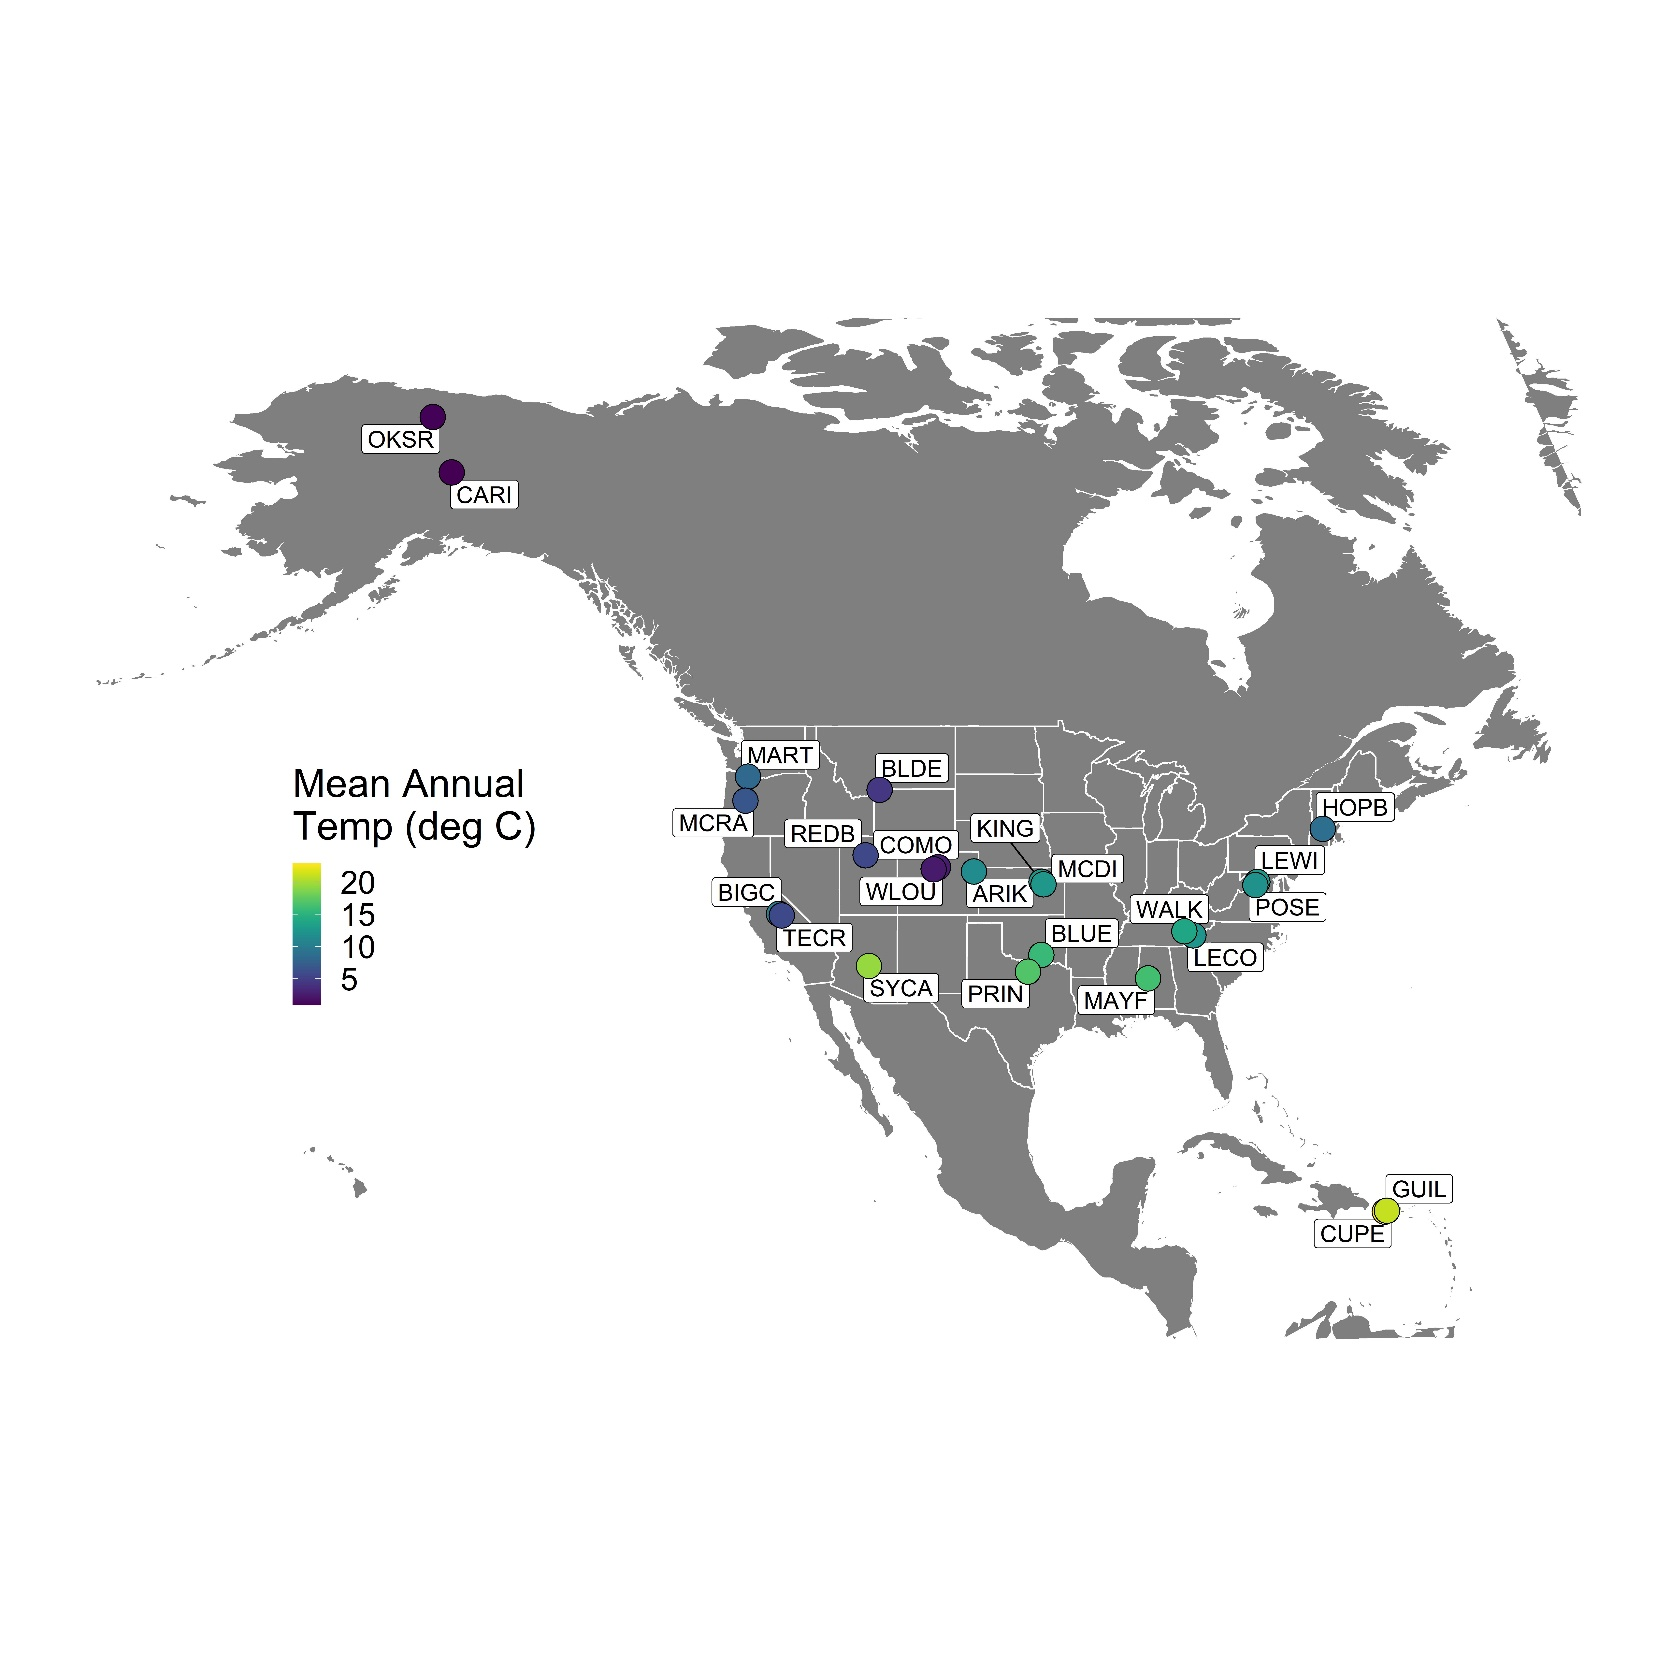 OKSR
CARI
MART
BLDE
Mean Annual
Temp (deg C)
HOPB
MCRA
KING
REDB
COMO
LEWI
MCDI
20
WLOU
ARIK
BIGC
POSE
WALK
15
BLUE
TECR
10
LECO
5
SYCA
PRIN
MAYF
GUIL
CUPE